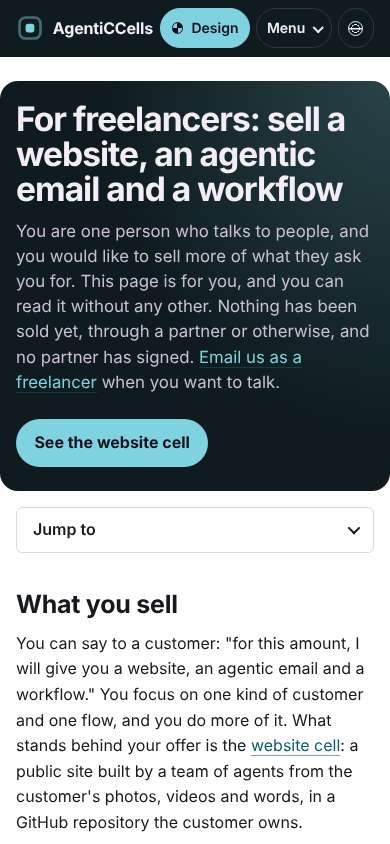 AgentiCCells
Design
Menu
For freelancers: sell a
website, an agentic
email and a workflow
You are one person who talks to people, and
you would like to sell more of what they ask
you for. This page is for you, and you can
read it without any other. Nothing has been
sold yet, through a partner or otherwise, and
no partner has signed. Email us as a
freelancer when you want to talk.
See the website cell
Jump to
What you sell
You can say to a customer: "for this amount, I
will give you a website, an agentic email and a
workflow." You focus on one kind of customer
and one flow, and you do more of it. What
stands behind your offer is the website cell: a
public site built by a team of agents from the
customer's photos, videos and words, in a
GitHub repository the customer owns.